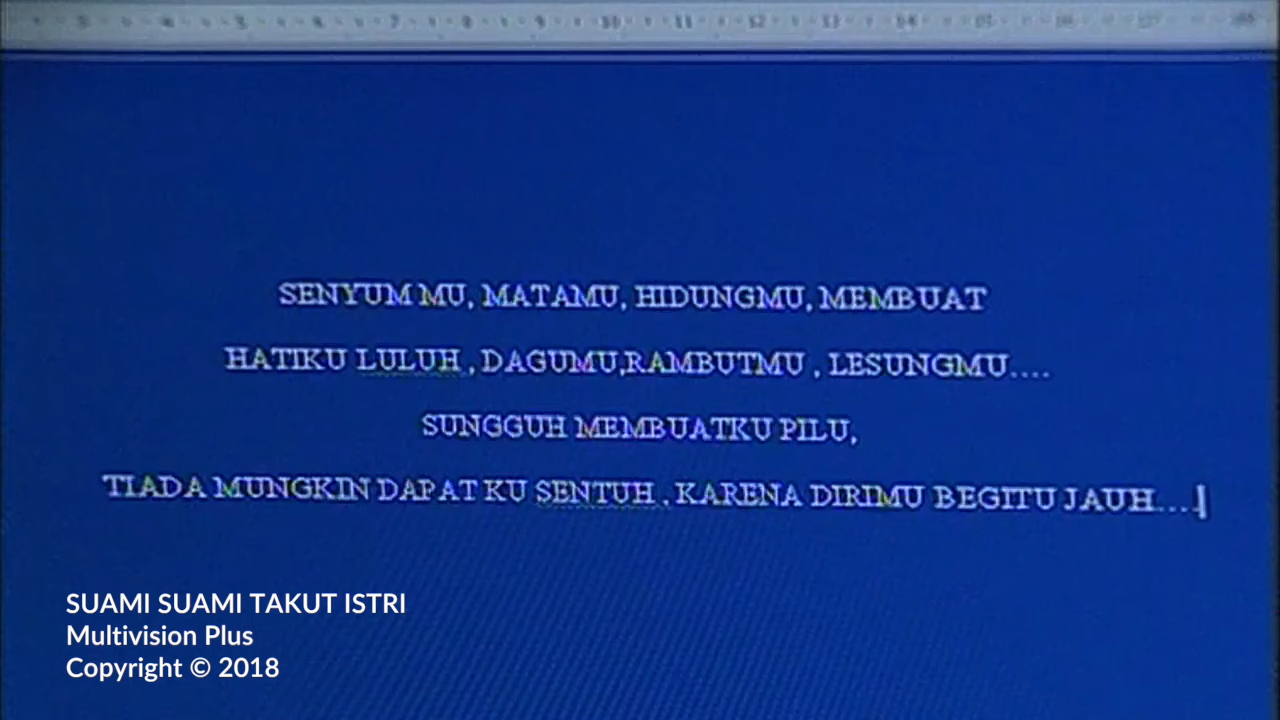 SENYUM MU, MATAMU, HIDUNGMU, MEMBUAT
HATIKU LULUH , DAGUMU,RAMBUTMU , LESUNGMU....
SUNGGUH MEMBUATKU PILU,
TIADA MUNGKIN DAPAT KU SENTUH , KARENA DIRIMU BEGITU JAUH....
SUAMI SUAMI TAKUT ISTRI
Multivision Plus
Copyright © 2018